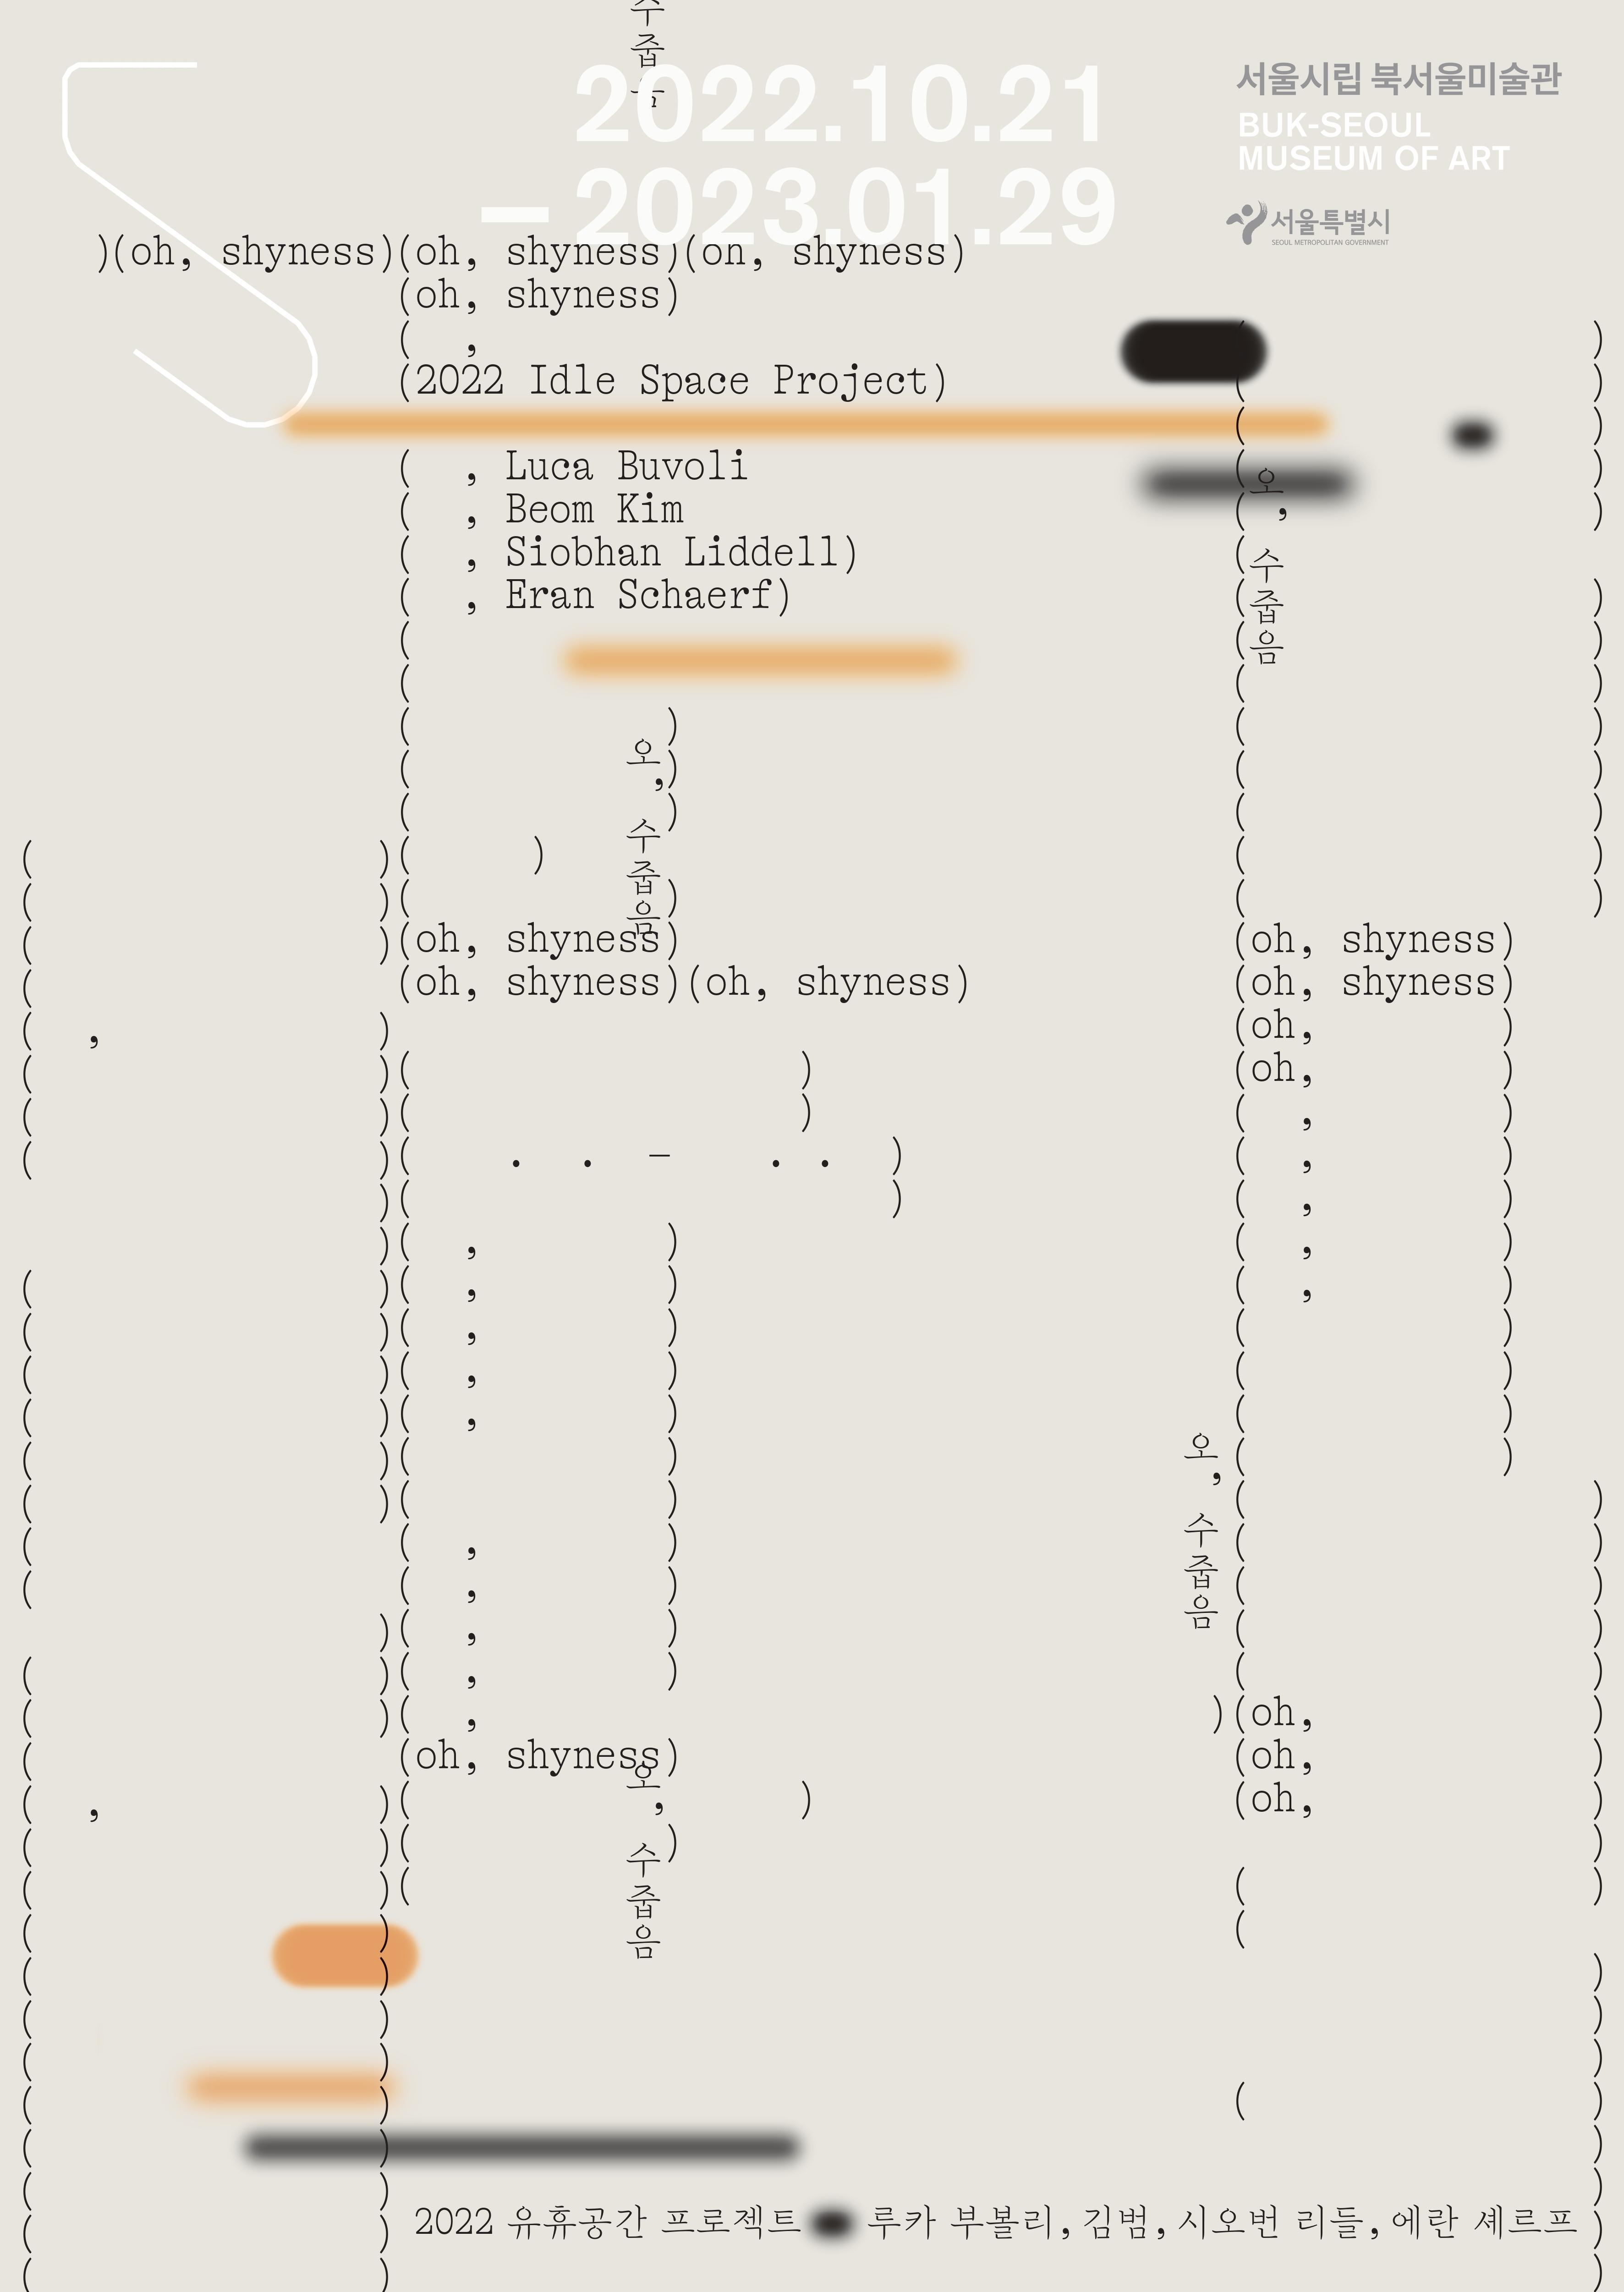 수줍음
2022.10.21
–2023.01.29
서울시립 북서울미술관
BUK-SEOUL
MUSEUM OF ART
서울특별시
SEOUL METROPOLITAN GOVERNMENT
)(oh, shyness)(oh, shyness)(oh, shyness)
(oh, shyness)
( ,
(2022 Idle Space Project)
( , Luca Buvoli
( , Beom Kim
( , Siobhan Liddell)
( , Eran Schaerf)
오, 수줍음
오, 수줍음
)(oh, shyness)
(oh, shyness)(oh, shyness)
(oh, shyness)
(oh, shyness)
(oh, )
(oh, )
( . . – . . )
오, 수줍음
)(oh,
(oh,
(oh,
(oh, shyness)
오, 수줍음
2022 유휴공간 프로젝트 루카 부볼리, 김범, 시오번 리들, 에란 셰르프